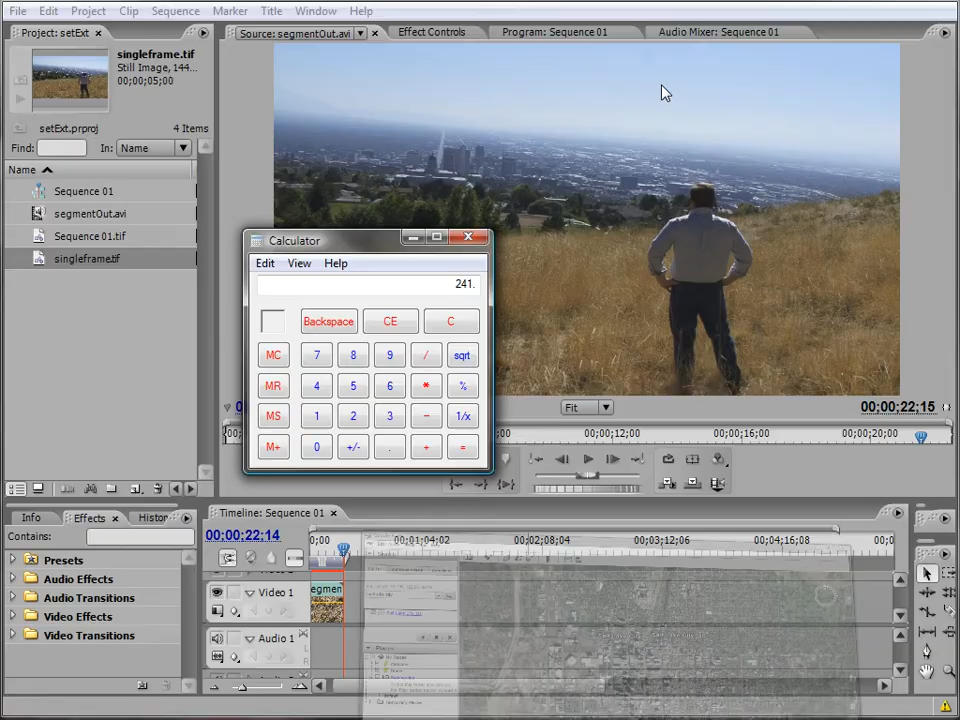 File Edit Project Clip Sequence Marker Title Window Help
Project: setExt
Source: segmentOut.avi Effect Controls Program: Sequence 01 Audio Mixer: Sequence 01
singleframe.tif
Still Image, 144...
00;00;05;00
setExt.prproj 4 Items
Find: In: Name
Name
Sequence 01
segmentOut.avi
Sequence 01.tif
singleframe.tif
Calculator
Edit View Help
241.
Backspace CE C
MC 7 8 9 / sqrt
MR 4 5 6 * %
MS 1 2 3 - 1/x
M+ 0 +/- . + =
Fit 00;00;22;15
00; 00;00;12;00 00;00;16;00 00;00;20;00
Info Effects Histor
Contains:
Presets
Audio Effects
Audio Transitions
Video Effects
Video Transitions
Timeline: Sequence 01
00;00;22;14
;00 00;01;04;02 00;02;08;04 00;03;12;06 00;04;16;08 00;0
Video 1
segmen
Audio 1